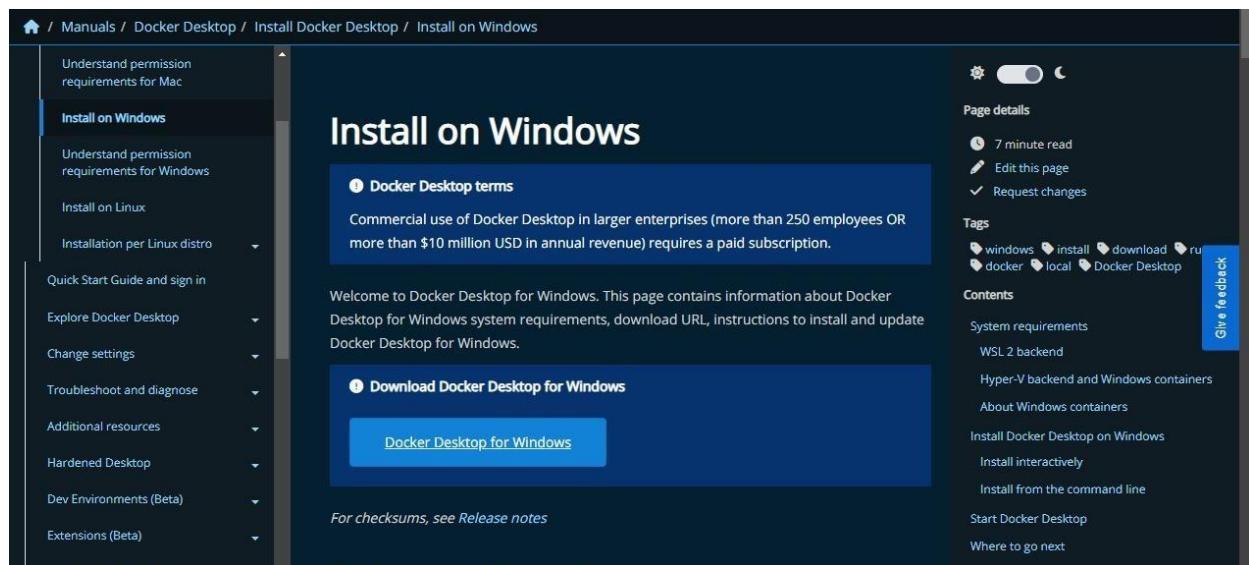 / Manuals / Docker Desktop / Install Docker Desktop / Install on Windows
Understand permission
requirements for Mac
Install on Windows
Understand permission
requirements for Windows
Install on Linux
Installation per Linux distro
Quick Start Guide and sign in
Explore Docker Desktop
Change settings
Troubleshoot and diagnose
Additional resources
Hardened Desktop
Dev Environments (Beta)
Extensions (Beta)
Install on Windows
Docker Desktop terms
Commercial use of Docker Desktop in larger enterprises (more than 250 employees OR
more than $10 million USD in annual revenue) requires a paid subscription.
Welcome to Docker Desktop for Windows. This page contains information about Docker
Desktop for Windows system requirements, download URL, instructions to install and update
Docker Desktop for Windows.
Download Docker Desktop for Windows
Docker Desktop for Windows
For checksums, see Release notes
Page details
7 minute read
Edit this page
Request changes
Tags
windows install download
docker local Docker Desktop
Contents
System requirements
WSL 2 backend
Hyper-V backend and Windows containers
About Windows containers
Install Docker Desktop on Windows
Install interactively
Install from the command line
Start Docker Desktop
Where to go next
Give feedback